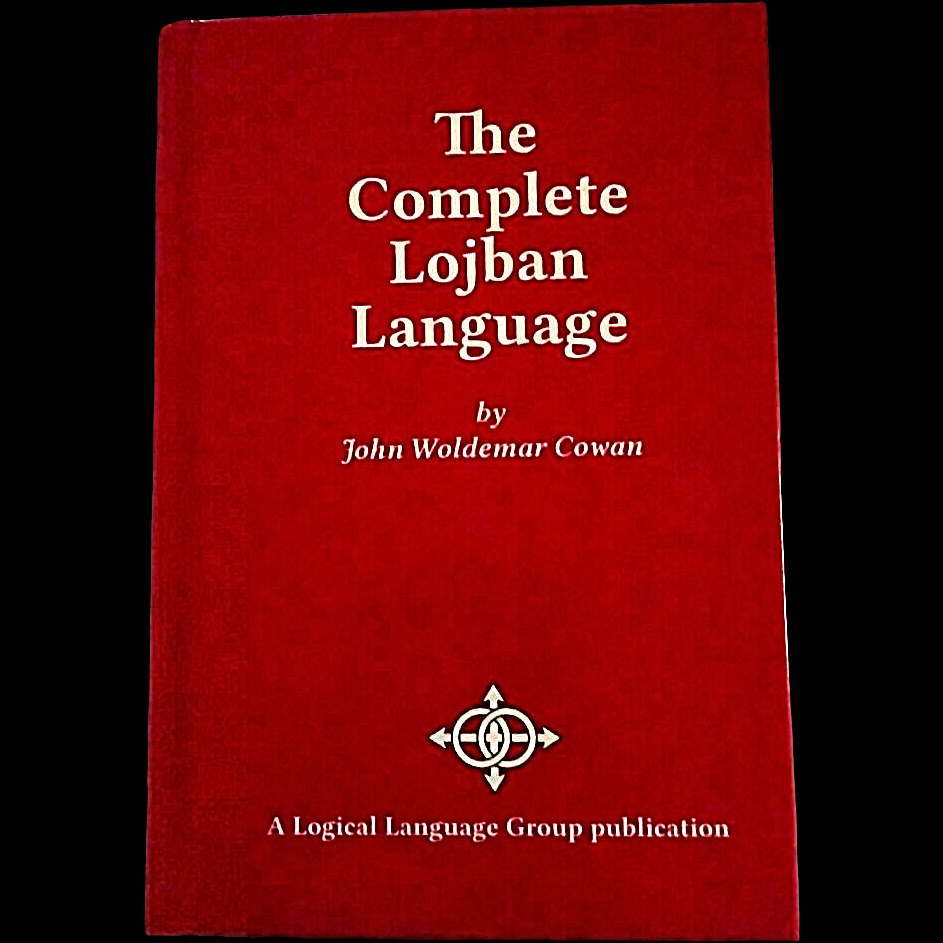 The
Complete
Lojban
Language
by
John Woldemar Cowan
A Logical Language Group publication